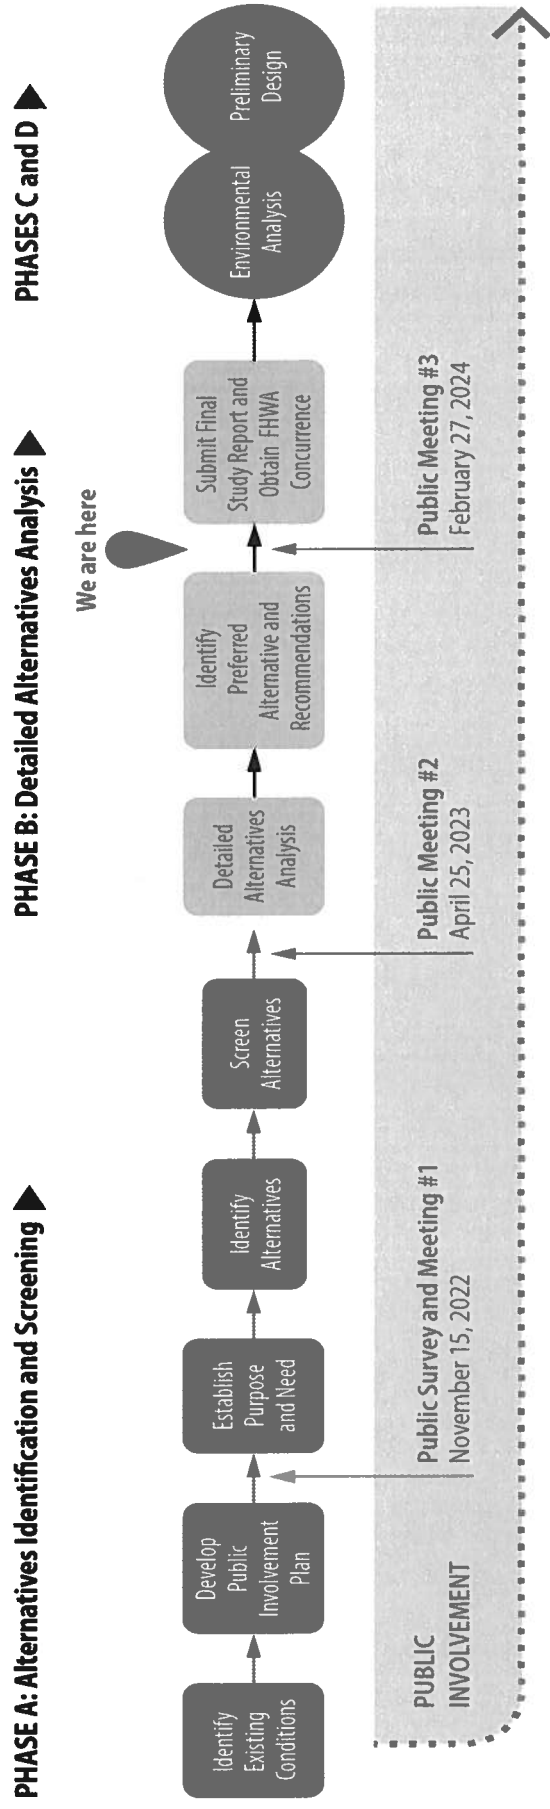 PHASE A: Alternatives Identification and Screening
PHASE B: Detailed Alternatives Analysis
PHASES C and D
We are here
Identify
Existing
Conditions
Develop
Public
Involvement
Plan
Establish
Purpose
and Need
Identify
Alternatives
Screen
Alternatives
Detailed
Alternatives
Analysis
Identify
Preferred
Alternative and
Recommendations
Submit Final
Study Report and
Obtain FHWA
Concurrence
Environmental
Analysis
Preliminary
Design
PUBLIC
INVOLVEMENT
Public Survey and Meeting #1
November 15, 2022
Public Meeting #2
April 25, 2023
Public Meeting #3
February 27, 2024